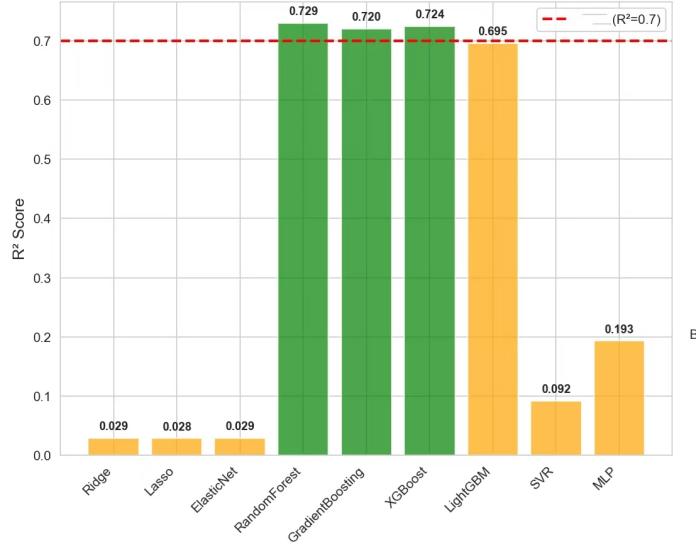 0.729
0.720
0.724
0.695
(R²=0.7)
0.7
0.6
0.5
0.4
0.3
0.2
0.1
0.0
R² Score
0.029
0.028
0.029
0.092
0.193
Ridge
Lasso
ElasticNet
RandomForest
GradientBoosting
XGBoost
LightGBM
SVR
MLP